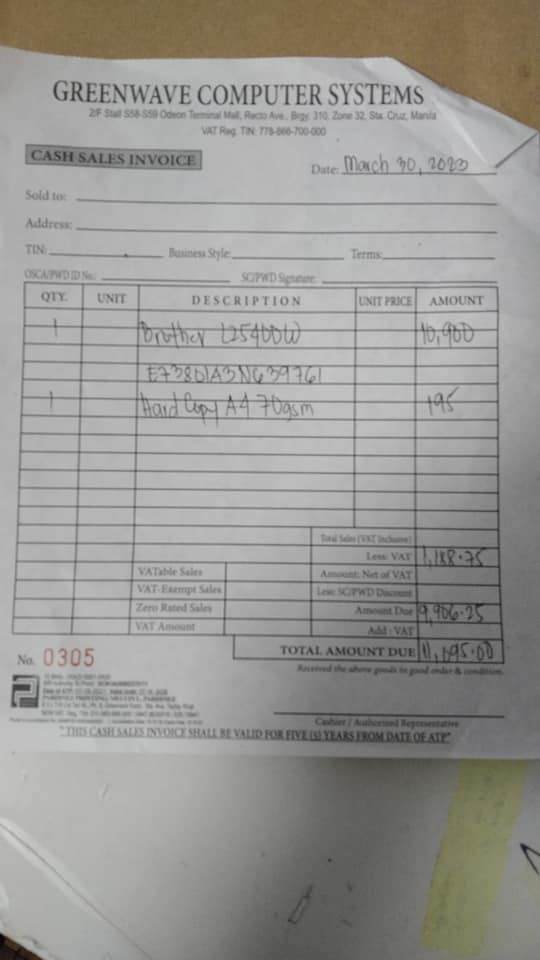 GREENWAVE COMPUTER SYSTEMS
2/F Stall S58-S59 Odeon Terminal Mall, Recto Ave., Brgy. 310, Zone 32, Sta. Cruz, Manila
VAT Reg. TIN: 778-866-700-000
CASH SALES INVOICE
Date: March 30, 2023
Sold to:
Address:
TIN: Business Style: Terms:
OSCA/PWD ID No.: SC/PWD Signature:
QTY. UNIT DESCRIPTION UNIT PRICE AMOUNT
1 Brother L2540DW 10,900
E73801A3N639761
1 Hard Copy A4 70gsm 195
Total Sales (VAT Inclusive)
Less: VAT 1,188.75
VATable Sales Amount: Net of VAT
VAT-Exempt Sales Less: SC/PWD Discount
Zero Rated Sales Amount Due 9,906.25
VAT Amount Add: VAT
TOTAL AMOUNT DUE 11,095.00
No. 0305
Received the above goods in good order & condition.
Cashier / Authorized Representative
"THIS CASH SALES INVOICE SHALL BE VALID FOR FIVE (5) YEARS FROM DATE OF ATP"